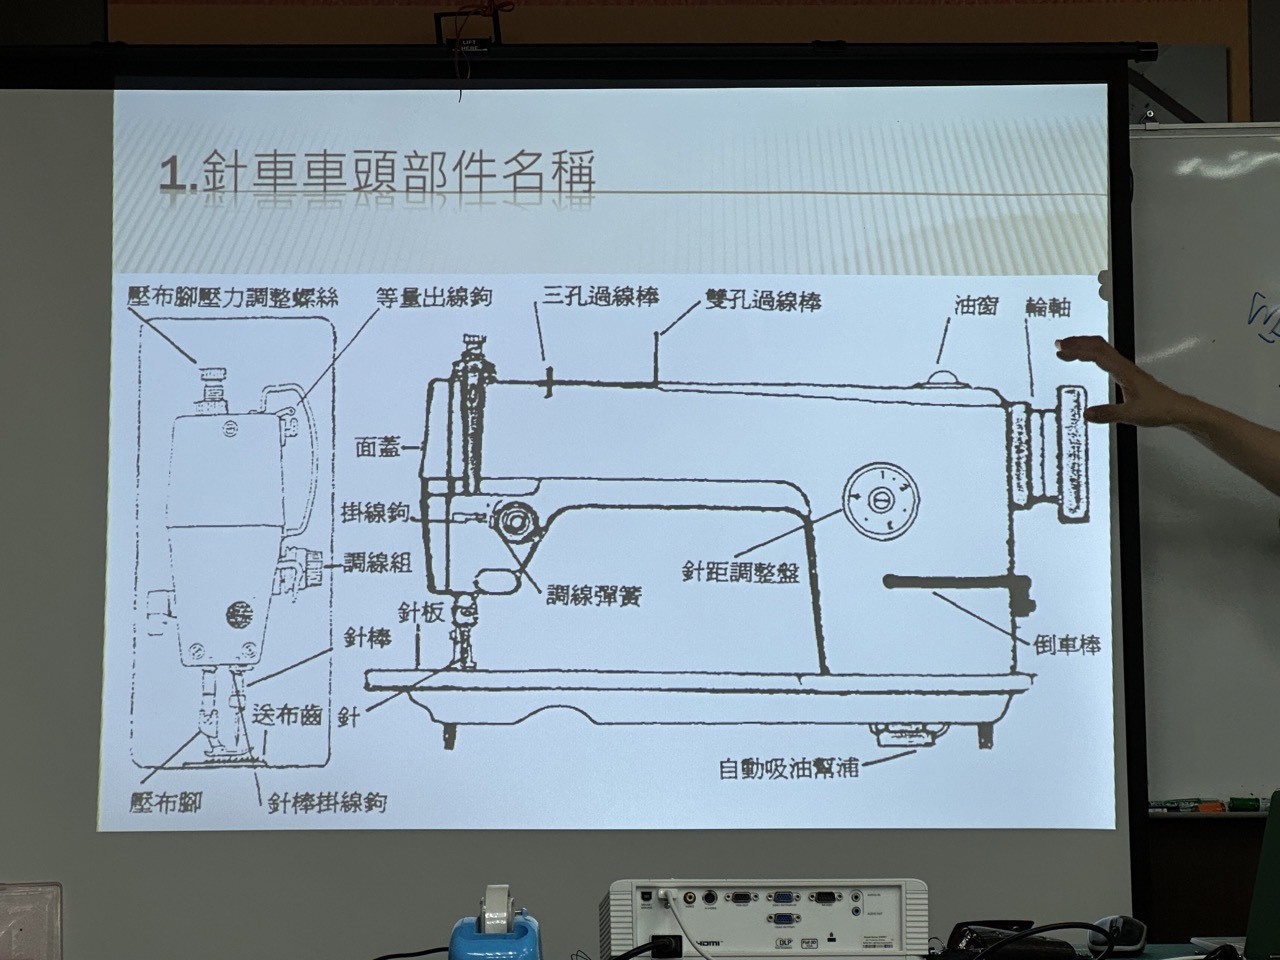 LIFT HERE
1.針車車頭部件名稱
壓布腳壓力調整螺絲
等量出線鉤
三孔過線棒
雙孔過線棒
油窗
輪軸
面蓋
掛線鉤
調線組
針板
調線彈簧
針距調整盤
針棒
倒車棒
送布齒
針
自動吸油幫浦
壓布腳
針棒掛線鉤
HDMI
DLP